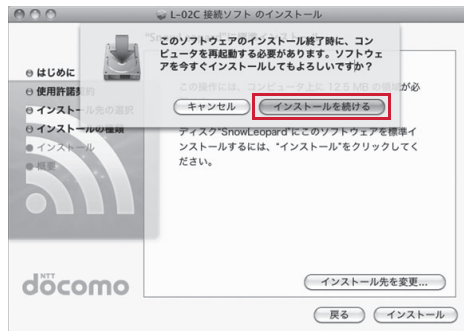 L-02C 接続ソフト のインストール
このソフトウェアのインストール終了時に、コン
ピュータを再起動する必要があります。ソフトウェ
アを今すぐインストールしてもよろしいですか?
キャンセル
インストールを続ける
はじめに
使用許諾契約
インストール先の選択
インストールの種類
インストール
概要
この操作には、コンピュータ上に 12.5 MB の領域が必
ディスク"SnowLeopard"にこのソフトウェアを標準イ
ンストールするには、"インストール"をクリックしてく
ださい。
インストール先を変更...
NTT
döcomo
戻る
インストール